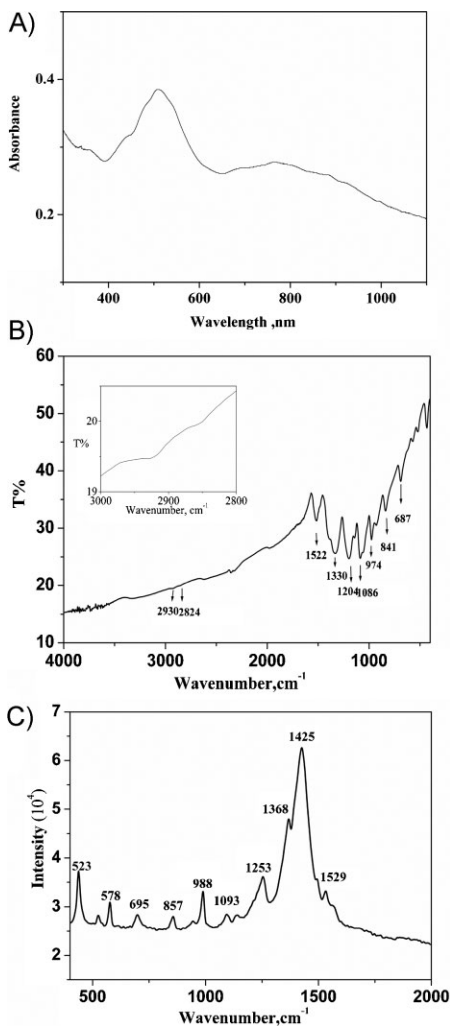 A)
0.4
0.2
Absorbance
400 600 800 1000
Wavelength ,nm
B)
60
50
40
30
20
10
T%
20
19
T%
3000 2900 2800
Wavenumber, cm-1
2930 2824
1522
1330
1204 1086
974
841
687
4000 3000 2000 1000
Wavenumber,cm-1
C)
7
6
5
4
3
2
Intensity (10^4)
523
578
695
857
988
1093
1253
1368
1425
1529
500 1000 1500 2000
Wavenumber,cm-1